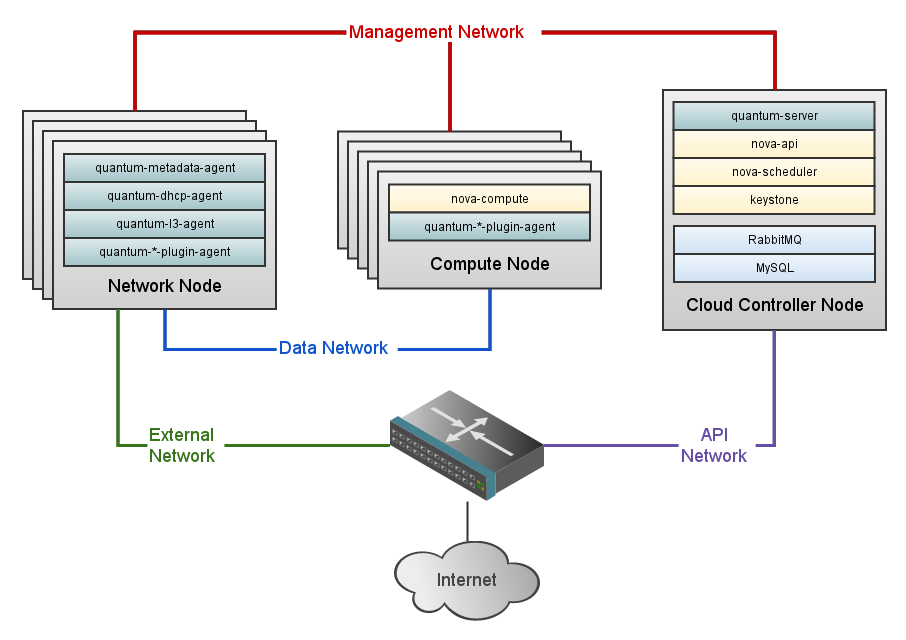 Management Network
quantum-metadata-agent
quantum-dhcp-agent
quantum-l3-agent
quantum-*-plugin-agent
Network Node
nova-compute
quantum-*-plugin-agent
Compute Node
quantum-server
nova-api
nova-scheduler
keystone
RabbitMQ
MySQL
Cloud Controller Node
Data Network
External
Network
API
Network
Internet